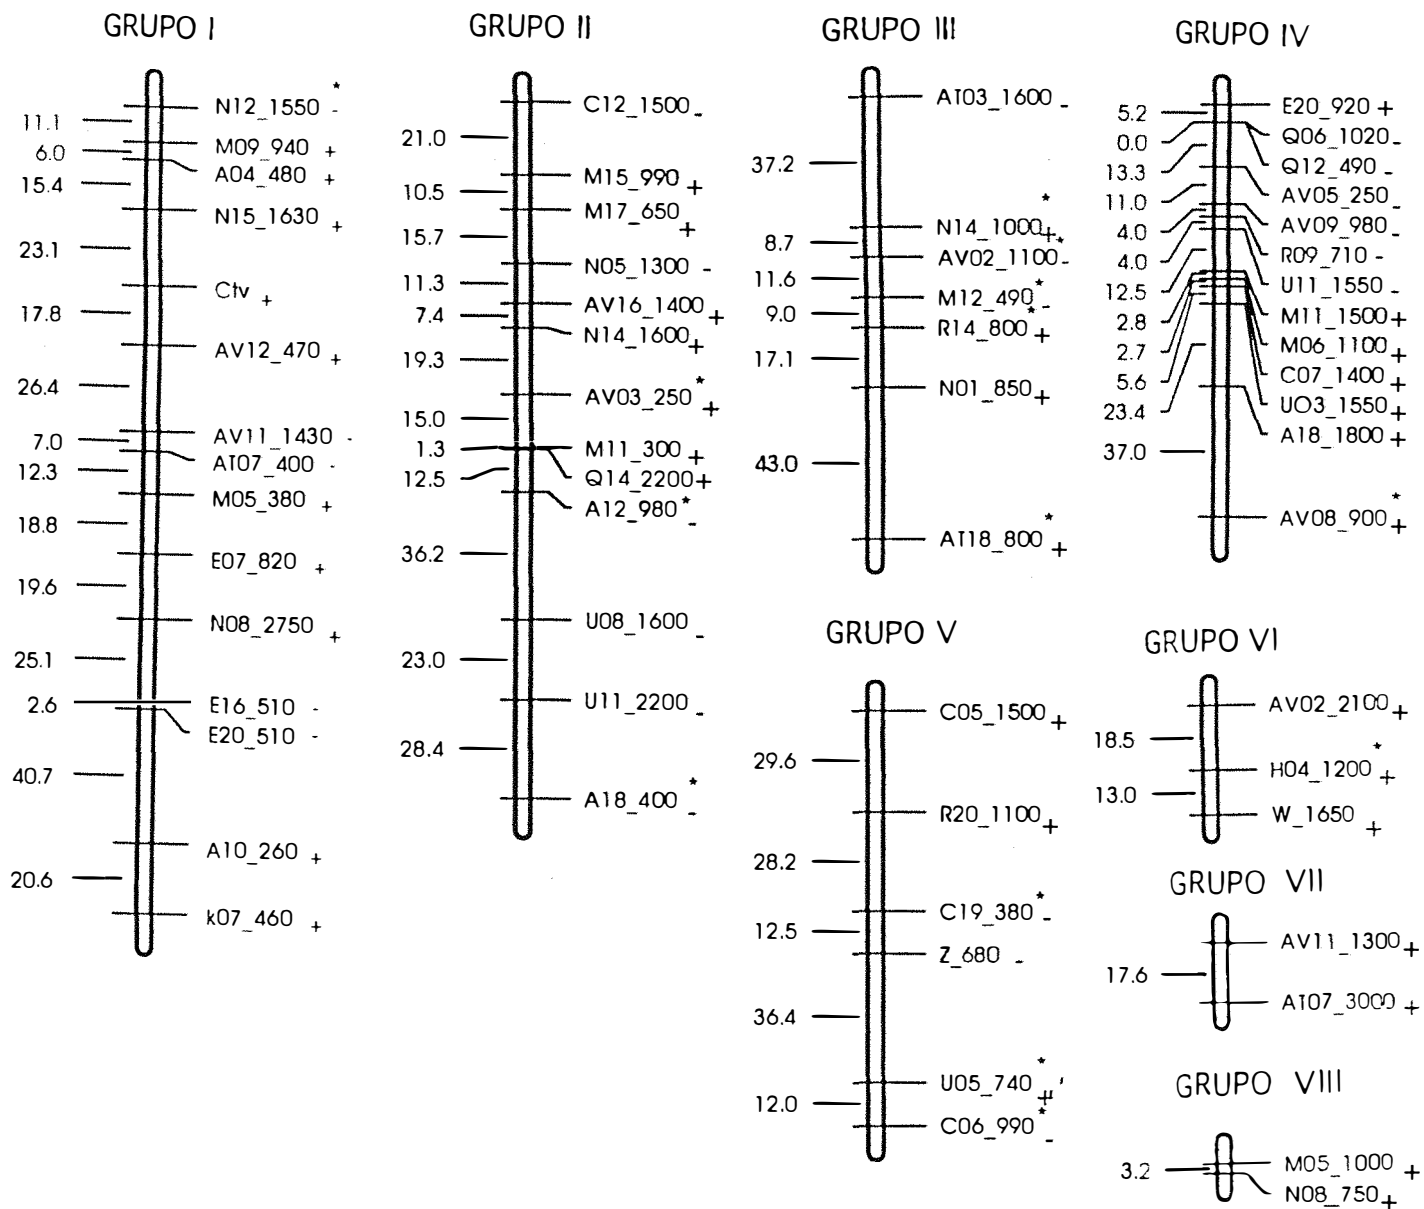 GRUPO I
N12_1550 * -
11.1
M09_940 +
6.0
A04_480 +
15.4
N15_1630 +
23.1
Ctv +
17.8
AV12_470 +
26.4
AV11_1430 -
7.0
AT07_400 -
12.3
M05_380 +
18.8
E07_820 +
19.6
N08_2750 +
25.1
E16_510 -
2.6
E20_510 -
40.7
A10_260 +
20.6
k07_460 +
GRUPO II
C12_1500 -
21.0
M15_990 +
10.5
M17_650 +
15.7
N05_1300 -
11.3
AV16_1400 +
7.4
N14_1600 +
19.3
AV03_250 * +
15.0
M11_300 +
1.3
Q14_2200 +
12.5
A12_980 * -
36.2
U08_1600 -
23.0
U11_2200 -
28.4
A18_400 * -
GRUPO III
AT03_1600 -
37.2
N14_1000 * +
8.7
AV02_1100 * -
11.6
M12_490 * -
9.0
R14_800 * +
17.1
N01_850 +
43.0
AT18_800 * +
GRUPO IV
E20_920 +
5.2
Q06_1020 -
0.0
Q12_490 -
13.3
AV05_250 -
11.0
AV09_980 -
4.0
R09_710 -
4.0
U11_1550 -
12.5
M11_1500 +
2.8
M06_1100 +
2.7
C07_1400 +
5.6
UO3_1550 +
23.4
A18_1800 +
37.0
AV08_900 * +
GRUPO V
C05_1500 +
29.6
R20_1100 +
28.2
C19_380 * -
12.5
Z_680 -
36.4
U05_740 * +
12.0
C06_990 * -
GRUPO VI
AV02_2100 +
18.5
H04_1200 * +
13.0
W_1650 +
GRUPO VII
AV11_1300 +
17.6
AT07_3000 +
GRUPO VIII
M05_1000 +
3.2
N08_750 +